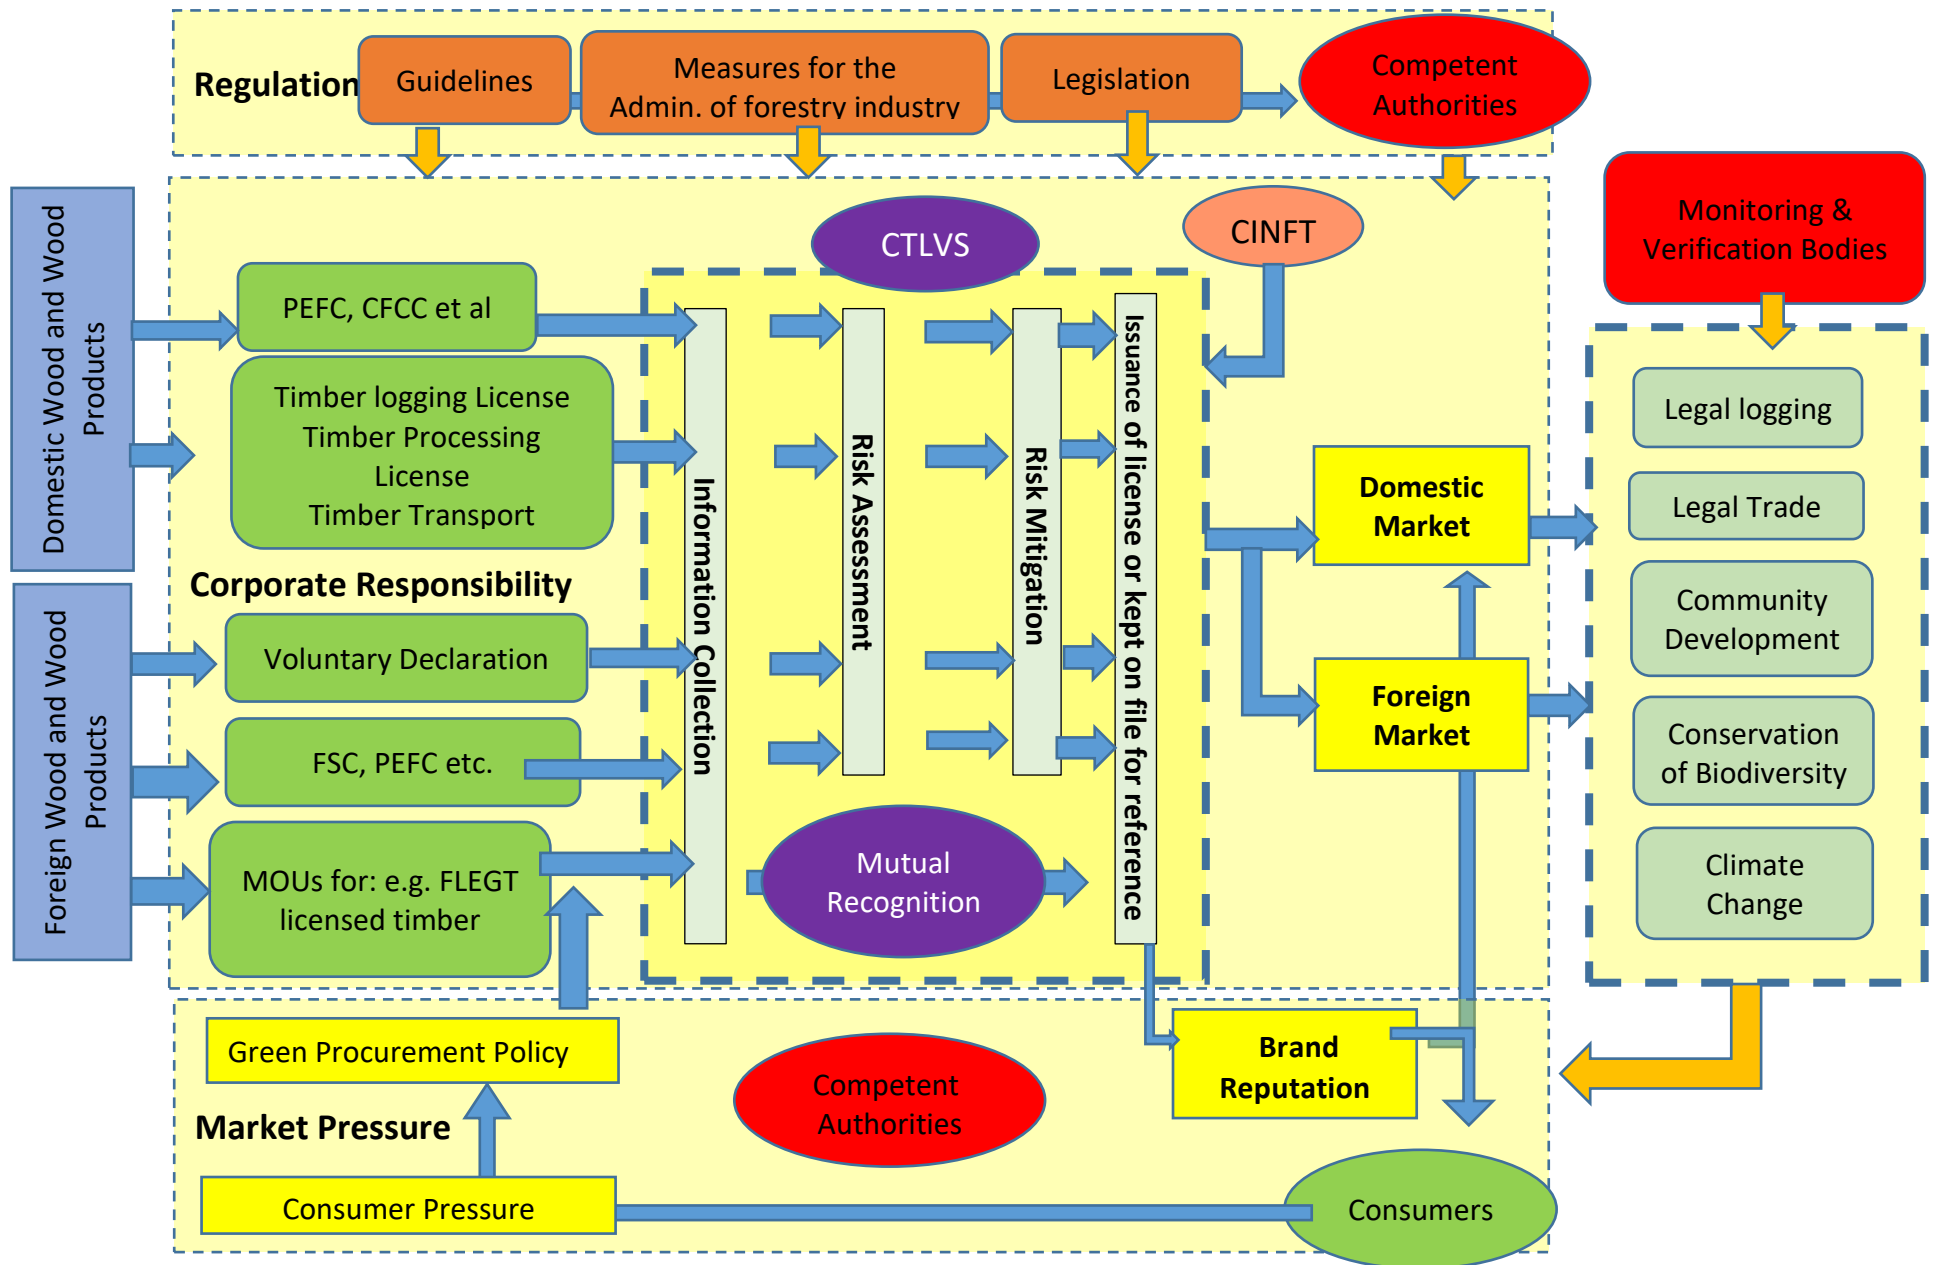 Regulation
Guidelines
Measures for the
Admin. of forestry industry
Legislation
Competent
Authorities
Domestic Wood and Wood
Products
Foreign Wood and Wood
Products
CTLVS
CINFT
Monitoring &
Verification Bodies
PEFC, CFCC et al
Timber logging License
Timber Processing
License
Timber Transport
Corporate Responsibility
Voluntary Declaration
FSC, PEFC etc.
MOUs for: e.g. FLEGT
licensed timber
Information Collection
Risk Assessment
Risk Mitigation
Issuance of license or kept on file for reference
Mutual
Recognition
Domestic
Market
Foreign
Market
Legal logging
Legal Trade
Community
Development
Conservation
of Biodiversity
Climate
Change
Green Procurement Policy
Market Pressure
Consumer Pressure
Competent
Authorities
Brand
Reputation
Consumers